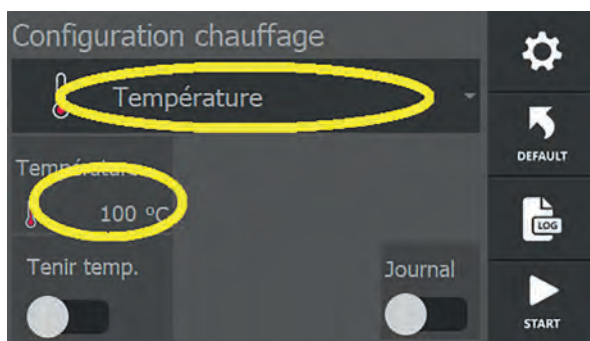 Configuration chauffage
Température
DEFAULT
Température
100 °C
LOG
Tenir temp.
Journal
START